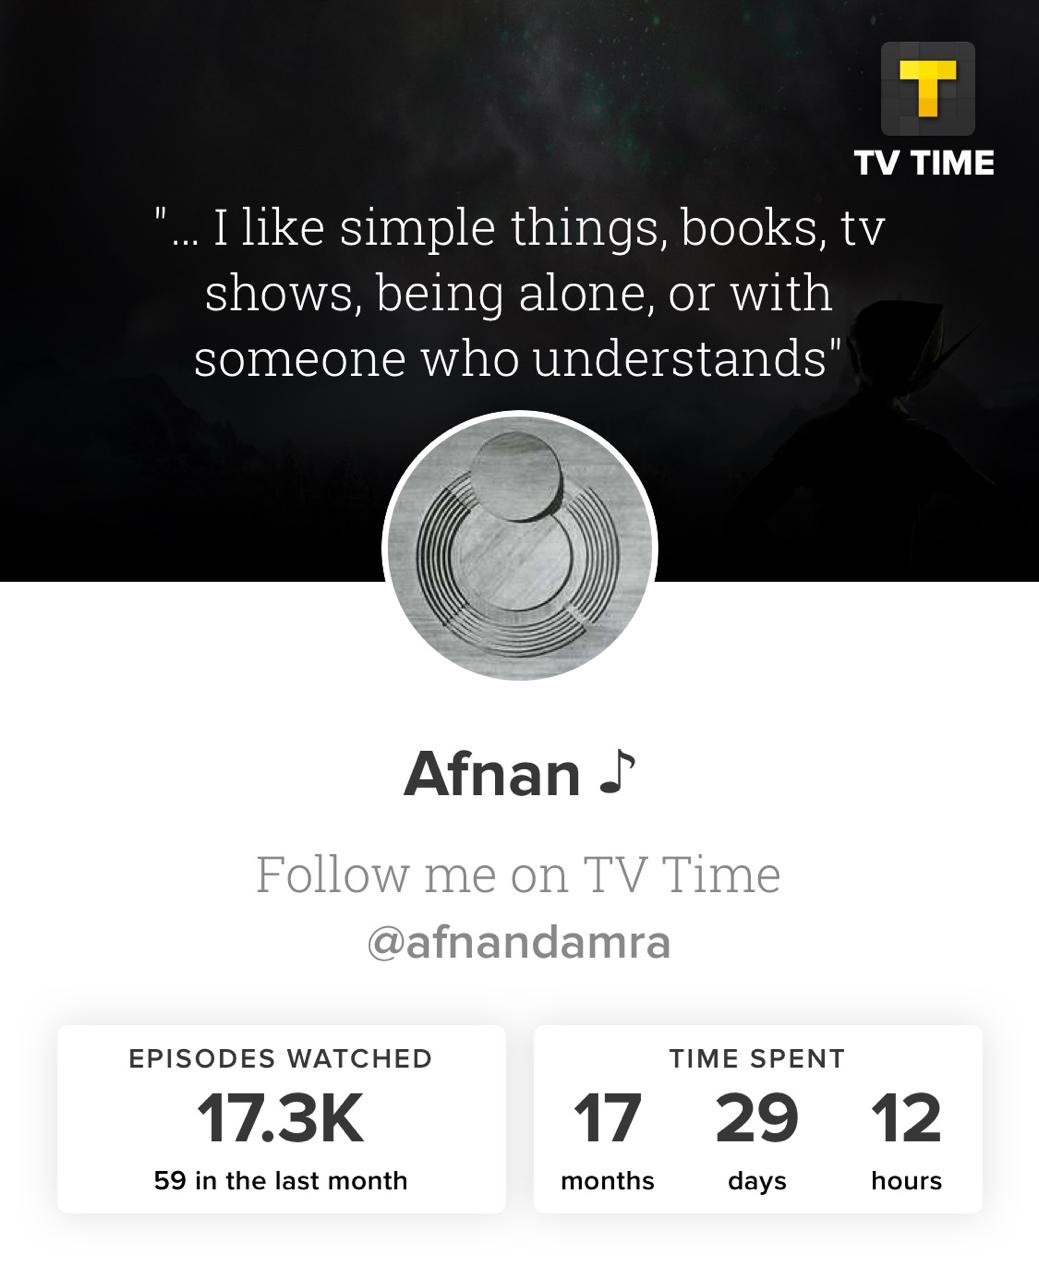 T
TV TIME
"... I like simple things, books, tv
shows, being alone, or with
someone who understands"
Afnan ♪
Follow me on TV Time
@afnandamra
EPISODES WATCHED
17.3K
59 in the last month
TIME SPENT
17 29 12
months days hours